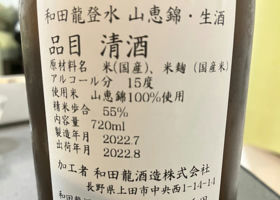 和田龍登水 山恵錦・生酒
品目 清酒
原材料名 米(国産)、米麹(国産米)
アルコール分 15度
使用米 山恵錦100%使用
精米歩合 55%
内容量 720ml
製造年月 2022.7
出荷年月 2022.8
加工者 和田龍酒造株式会社
長野県上田市中央西1-14-14